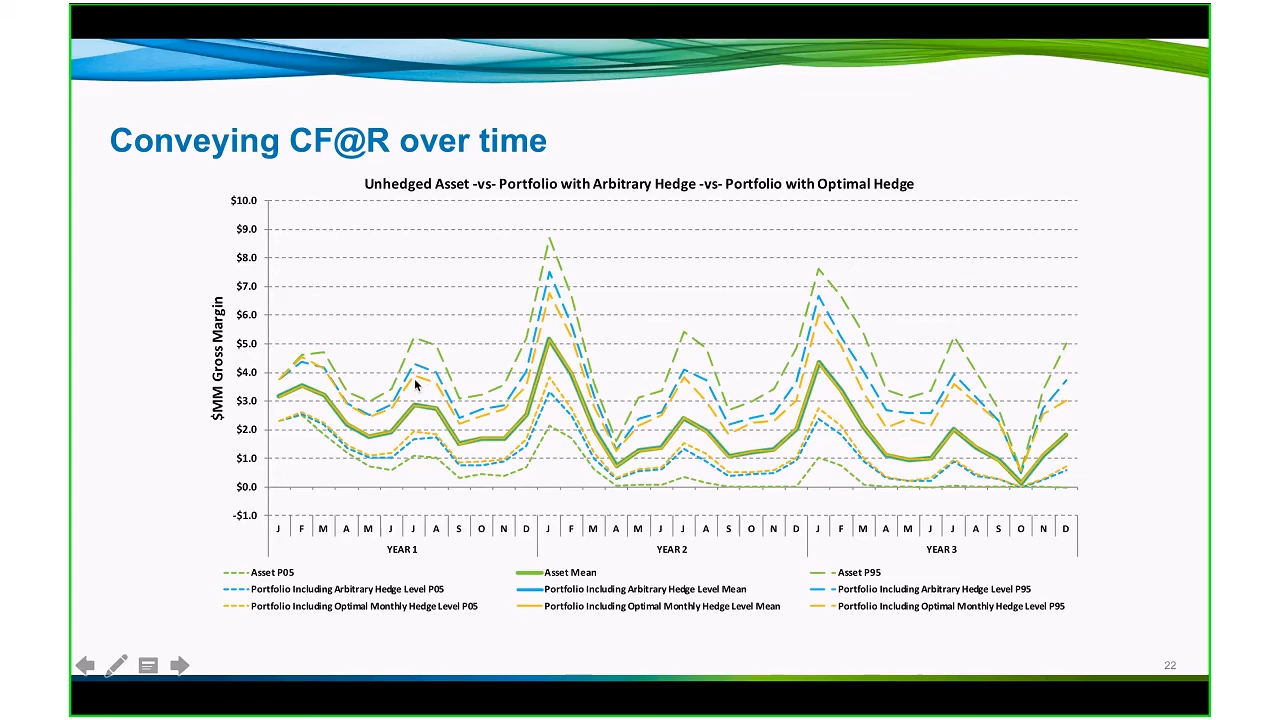 Conveying CF@R over time
Unhedged Asset -vs- Portfolio with Arbitrary Hedge -vs- Portfolio with Optimal Hedge
$MM Gross Margin
$10.0
$9.0
$8.0
$7.0
$6.0
$5.0
$4.0
$3.0
$2.0
$1.0
$0.0
-$1.0
J F M A M J J A S O N D J F M A M J J A S O N D J F M A M J J A S O N D
YEAR 1 YEAR 2 YEAR 3
Asset P05 Asset Mean Asset P95
Portfolio Including Arbitrary Hedge Level P05 Portfolio Including Arbitrary Hedge Level Mean Portfolio Including Arbitrary Hedge Level P95
Portfolio Including Optimal Monthly Hedge Level P05 Portfolio Including Optimal Monthly Hedge Level Mean Portfolio Including Optimal Monthly Hedge Level P95
22